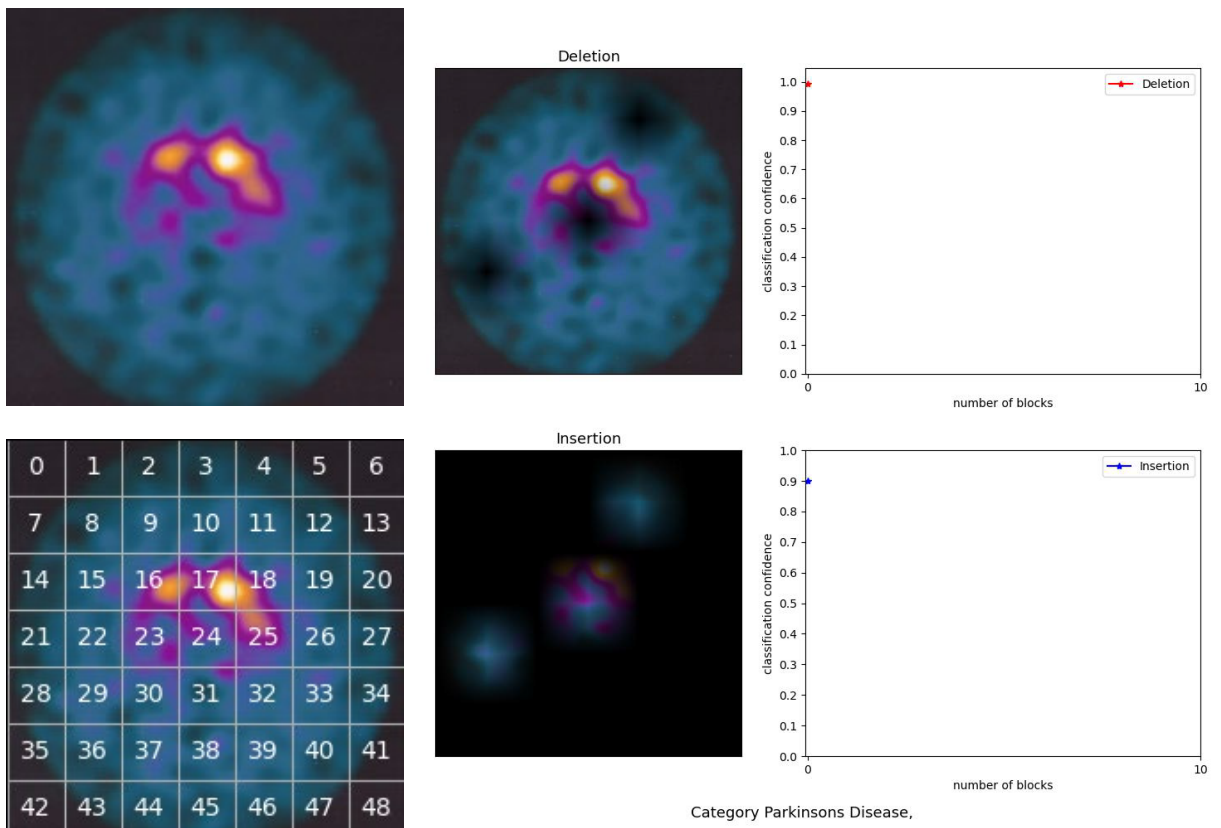 Deletion
Deletion
1.0
0.9
0.8
0.7
0.6
0.5
0.4
0.3
0.2
0.1
0.0
classification confidence
0 10
number of blocks
0 1 2 3 4 5 6
7 8 9 10 11 12 13
14 15 16 17 18 19 20
21 22 23 24 25 26 27
28 29 30 31 32 33 34
35 36 37 38 39 40 41
42 43 44 45 46 47 48
Insertion
Insertion
1.0
0.9
0.8
0.7
0.6
0.5
0.4
0.3
0.2
0.1
0.0
classification confidence
0 10
number of blocks
Category Parkinsons Disease,